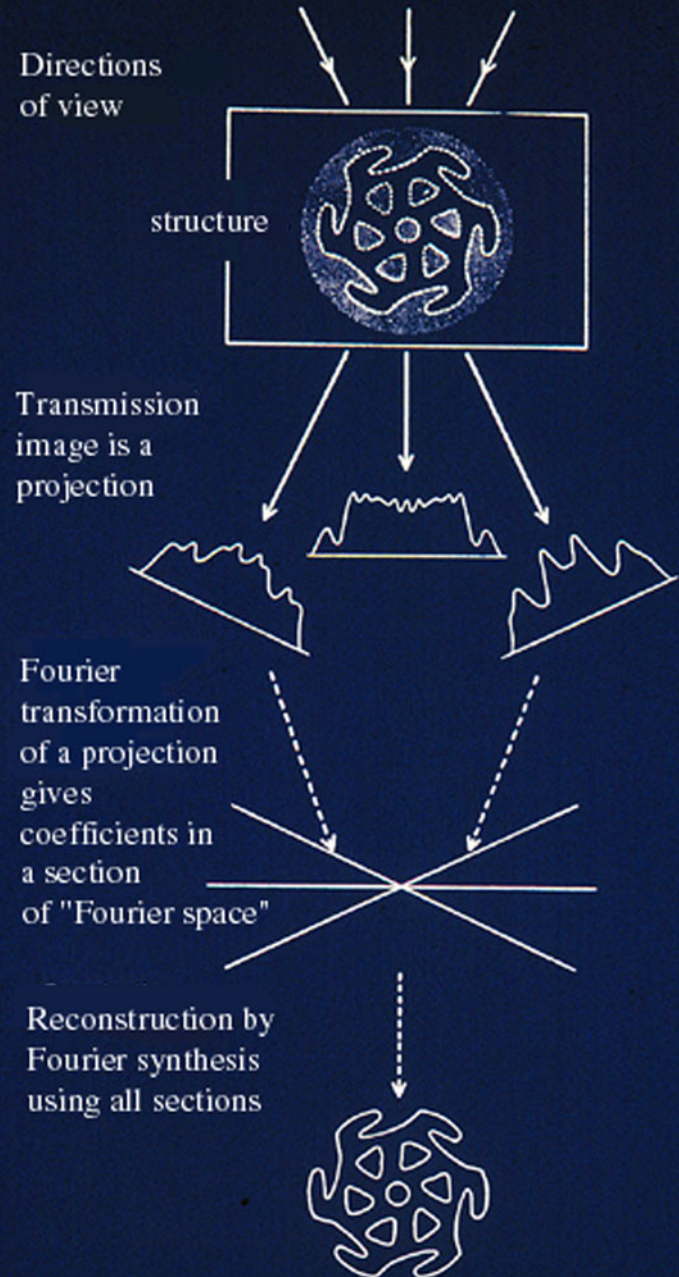 Directions
of view
structure
Transmission
image is a
projection
Fourier
transformation
of a projection
gives
coefficients in
a section
of "Fourier space"
Reconstruction by
Fourier synthesis
using all sections